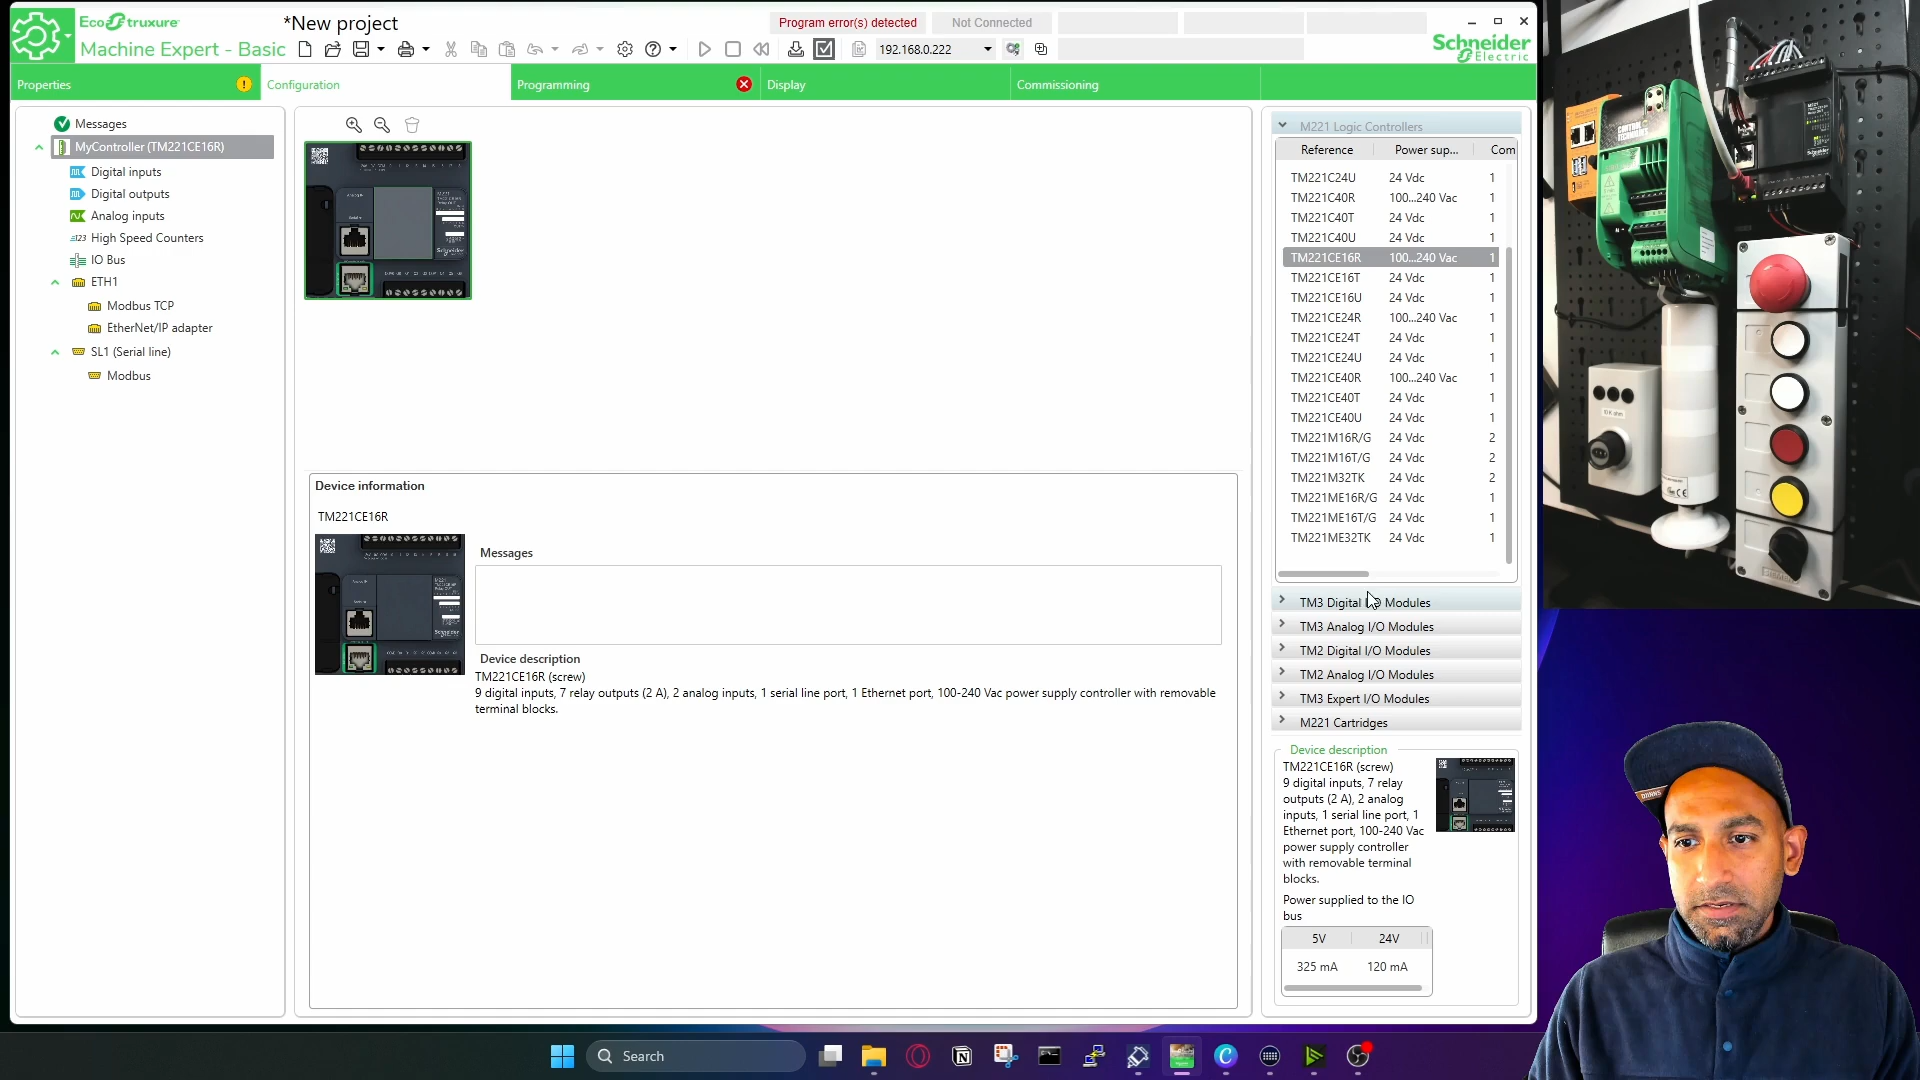 EcoStruxure
Machine Expert - Basic
*New project
Program error(s) detected
Not Connected
192.168.0.222
Schneider
Electric
Properties
Configuration
Programming
Display
Commissioning
Messages
MyController (TM221CE16R)
Digital inputs
Digital outputs
Analog inputs
High Speed Counters
IO Bus
ETH1
Modbus TCP
EtherNet/IP adapter
SL1 (Serial line)
Modbus
Device information
TM221CE16R
Messages
Device description
TM221CE16R (screw)
9 digital inputs, 7 relay outputs (2 A), 2 analog inputs, 1 serial line port, 1 Ethernet port, 100-240 Vac power supply controller with removable
terminal blocks.
M221 Logic Controllers
Reference Power sup... Com
TM221C24U 24 Vdc 1
TM221C40R 100...240 Vac 1
TM221C40T 24 Vdc 1
TM221C40U 24 Vdc 1
TM221CE16R 100...240 Vac 1
TM221CE16T 24 Vdc 1
TM221CE16U 24 Vdc 1
TM221CE24R 100...240 Vac 1
TM221CE24T 24 Vdc 1
TM221CE24U 24 Vdc 1
TM221CE40R 100...240 Vac 1
TM221CE40T 24 Vdc 1
TM221CE40U 24 Vdc 1
TM221M16R/G 24 Vdc 2
TM221M16T/G 24 Vdc 2
TM221M32TK 24 Vdc 2
TM221ME16R/G 24 Vdc 1
TM221ME16T/G 24 Vdc 1
TM221ME32TK 24 Vdc 1
TM3 Digital I/O Modules
TM3 Analog I/O Modules
TM2 Digital I/O Modules
TM2 Analog I/O Modules
TM3 Expert I/O Modules
M221 Cartridges
Device description
TM221CE16R (screw)
9 digital inputs, 7 relay
outputs (2 A), 2 analog
inputs, 1 serial line port, 1
Ethernet port, 100-240 Vac
power supply controller
with removable terminal
blocks.
Power supplied to the IO
bus
5V 24V
325 mA 120 mA
Search